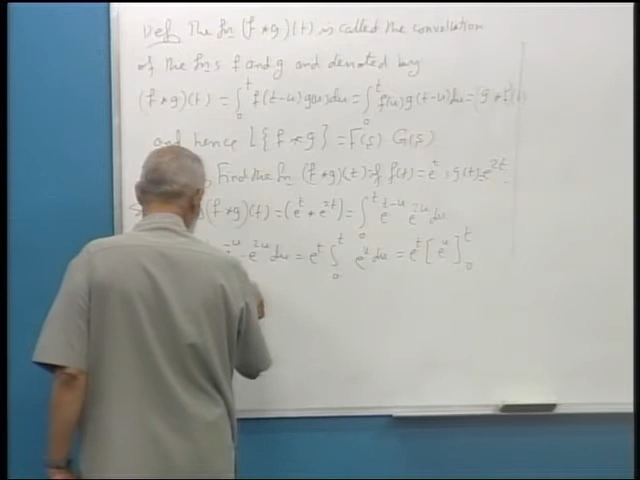 Def The fn (f * g)(t) is called the convolution
of the fns f and g and denoted by
(f * g)(t) = ∫₀ᵗ f(t-u) g(u) du = ∫₀ᵗ f(u) g(t-u) du = (g * f)(t)
and hence L{f * g} = F(s) G(s)
Find the fn (f * g)(t) if f(t) = e^t, g(t) = e^{2t}.
(f * g)(t) = (e^t * e^{2t}) = ∫₀ᵗ e^{t-u} e^{2u} du
e^{-u} e^{2u} du = e^t ∫₀ᵗ e^u du = e^t [e^u]₀ᵗ